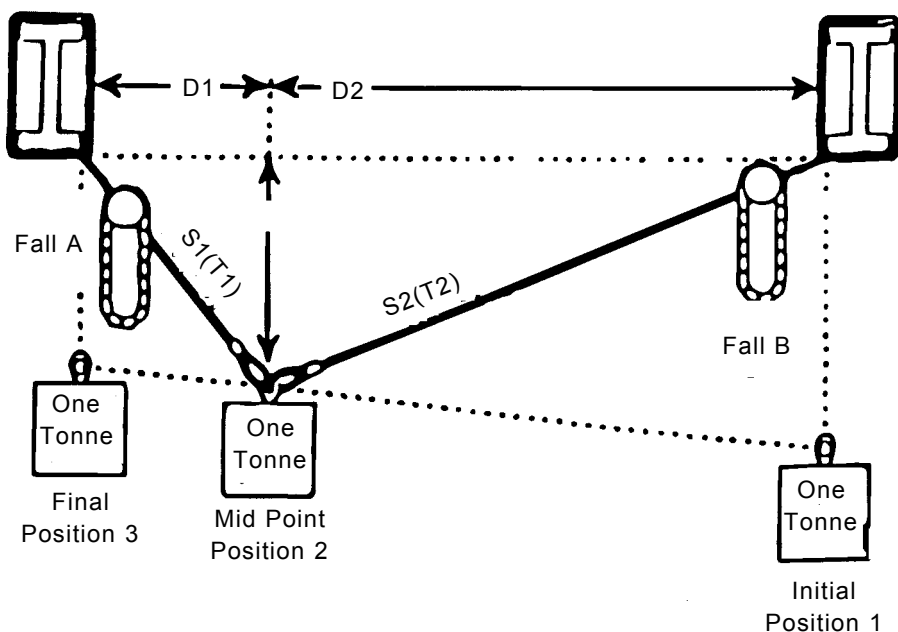 D1
D2
Fall A
S1(T1)
S2(T2)
Fall B
One
Tonne
Final
Position 3
One
Tonne
Mid Point
Position 2
One
Tonne
Initial
Position 1